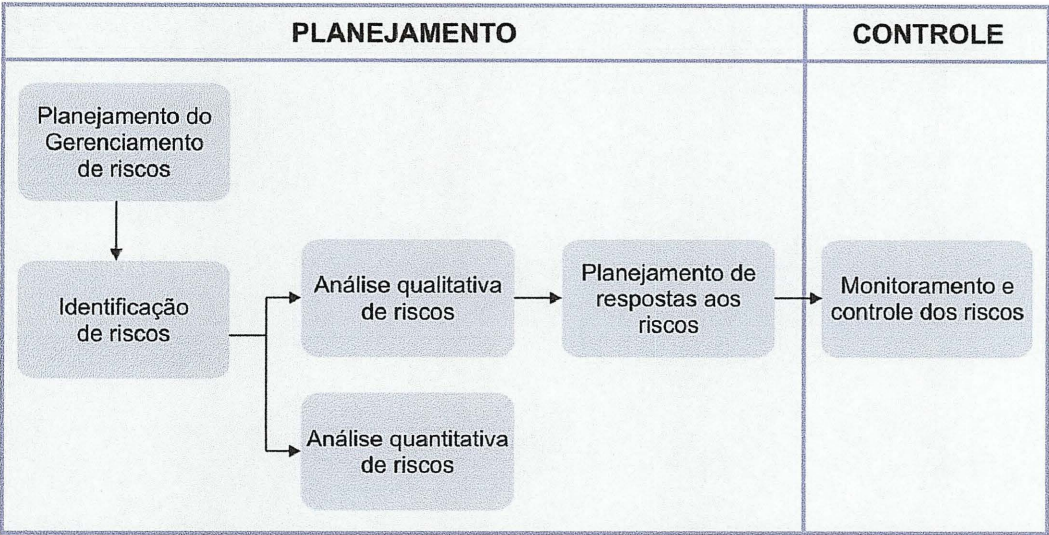 PLANEJAMENTO
CONTROLE
Planejamento do
Gerenciamento
de riscos
Identificação
de riscos
Análise qualitativa
de riscos
Planejamento de
respostas aos
riscos
Monitoramento e
controle dos riscos
Análise quantitativa
de riscos